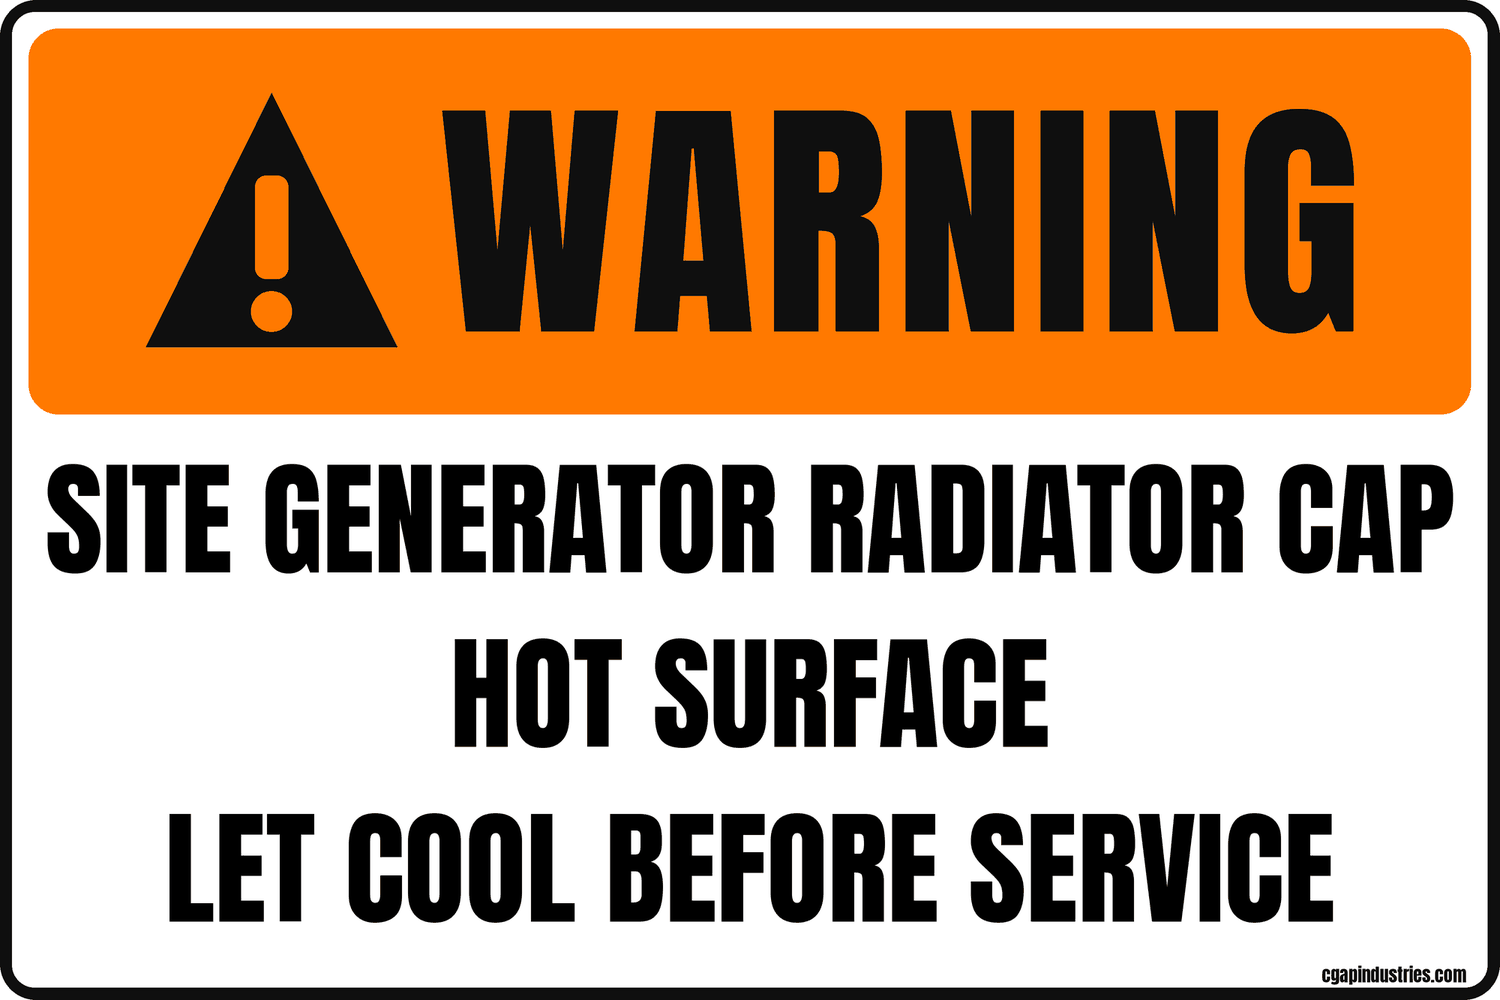 WARNING
SITE GENERATOR RADIATOR CAP
HOT SURFACE
LET COOL BEFORE SERVICE
cgapindustries.com